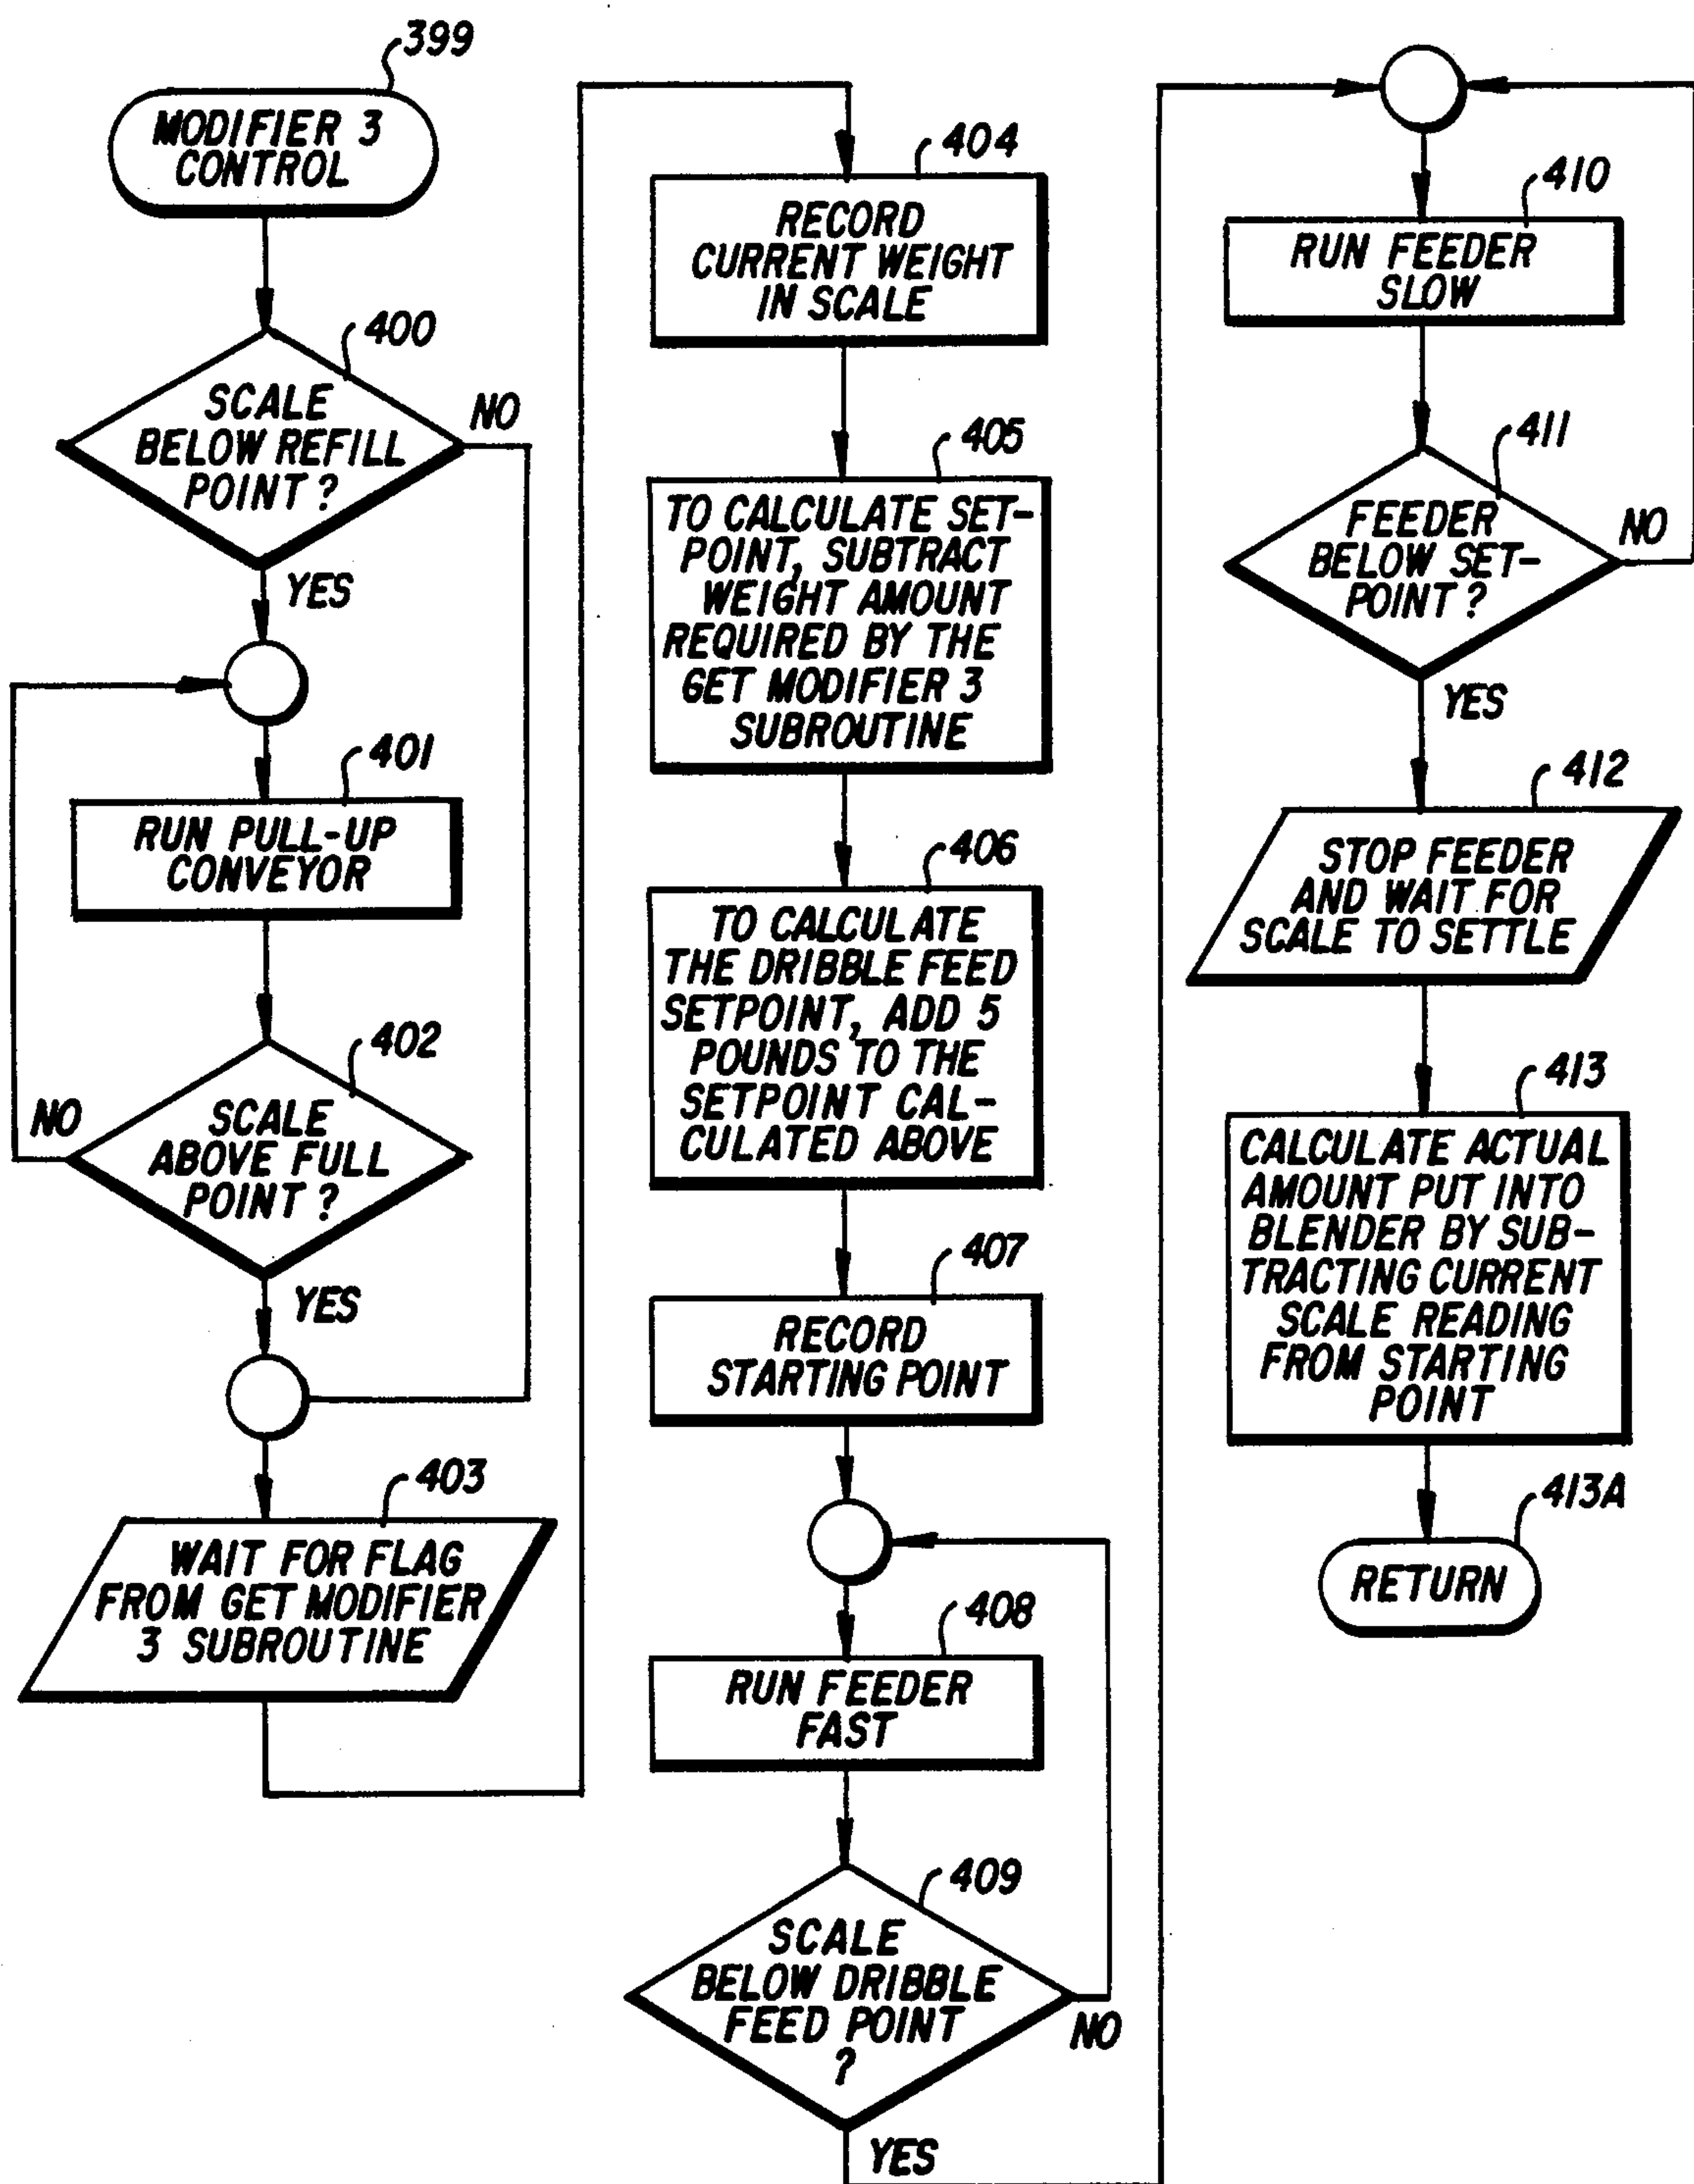 399
MODIFIER 3
CONTROL
400
SCALE
BELOW REFILL
POINT?
NO
YES
401
RUN PULL-UP
CONVEYOR
402
SCALE
ABOVE FULL
POINT?
NO
YES
403
WAIT FOR FLAG
FROM GET MODIFIER
3 SUBROUTINE
404
RECORD
CURRENT WEIGHT
IN SCALE
405
TO CALCULATE SET-
POINT, SUBTRACT
WEIGHT AMOUNT
REQUIRED BY THE
GET MODIFIER 3
SUBROUTINE
406
TO CALCULATE
THE DRIBBLE FEED
SETPOINT, ADD 5
POUNDS TO THE
SETPOINT CAL-
CULATED ABOVE
407
RECORD
STARTING POINT
408
RUN FEEDER
FAST
409
SCALE
BELOW DRIBBLE
FEED POINT
?
NO
YES
410
RUN FEEDER
SLOW
411
FEEDER
BELOW SET-
POINT?
NO
YES
412
STOP FEEDER
AND WAIT FOR
SCALE TO SETTLE
413
CALCULATE ACTUAL
AMOUNT PUT INTO
BLENDER BY SUB-
TRACTING CURRENT
SCALE READING
FROM STARTING
POINT
413A
RETURN